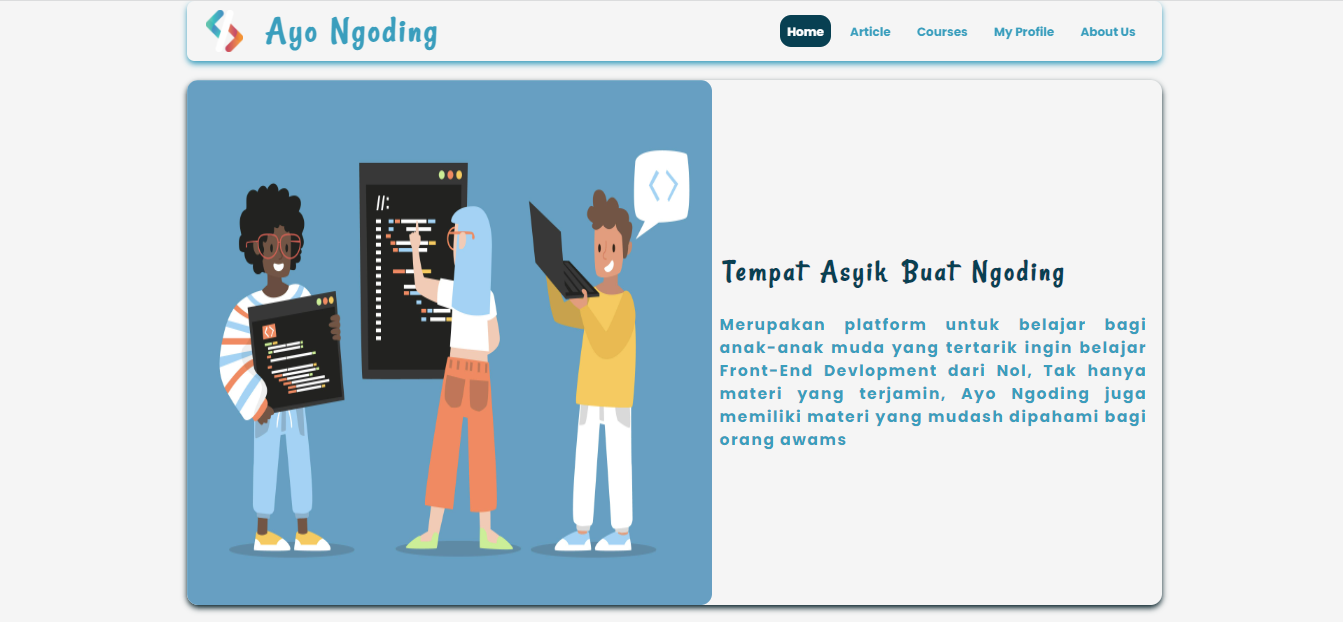 Ayo Ngoding
Home Article Courses My Profile About Us
//:
Tempat Asyik Buat Ngoding
Merupakan platform untuk belajar bagi
anak-anak muda yang tertarik ingin belajar
Front-End Devlopment dari Nol, Tak hanya
materi yang terjamin, Ayo Ngoding juga
memiliki materi yang mudash dipahami bagi
orang awams